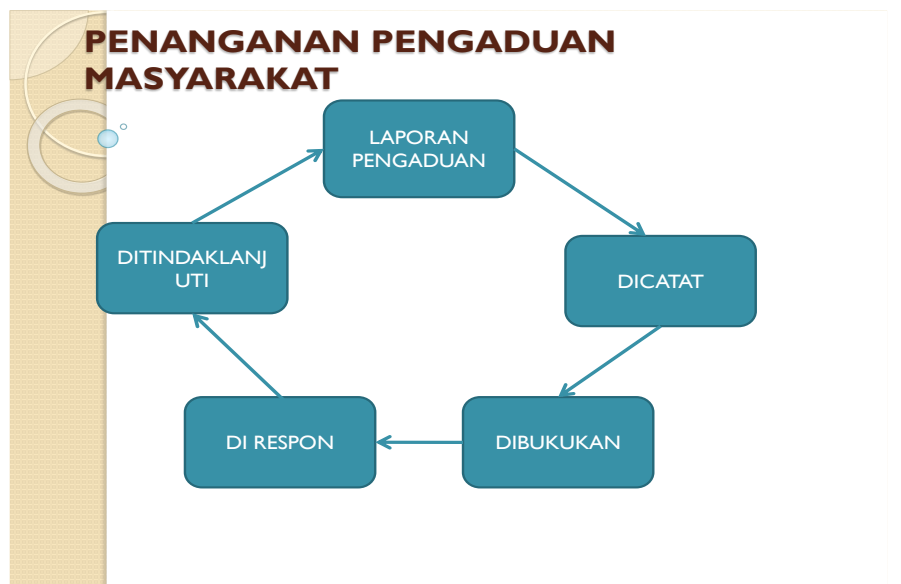 PENANGANAN PENGADUAN
MASYARAKAT
LAPORAN
PENGADUAN
DITINDAKLANJ
UTI
DICATAT
DI RESPON
DIBUKUKAN